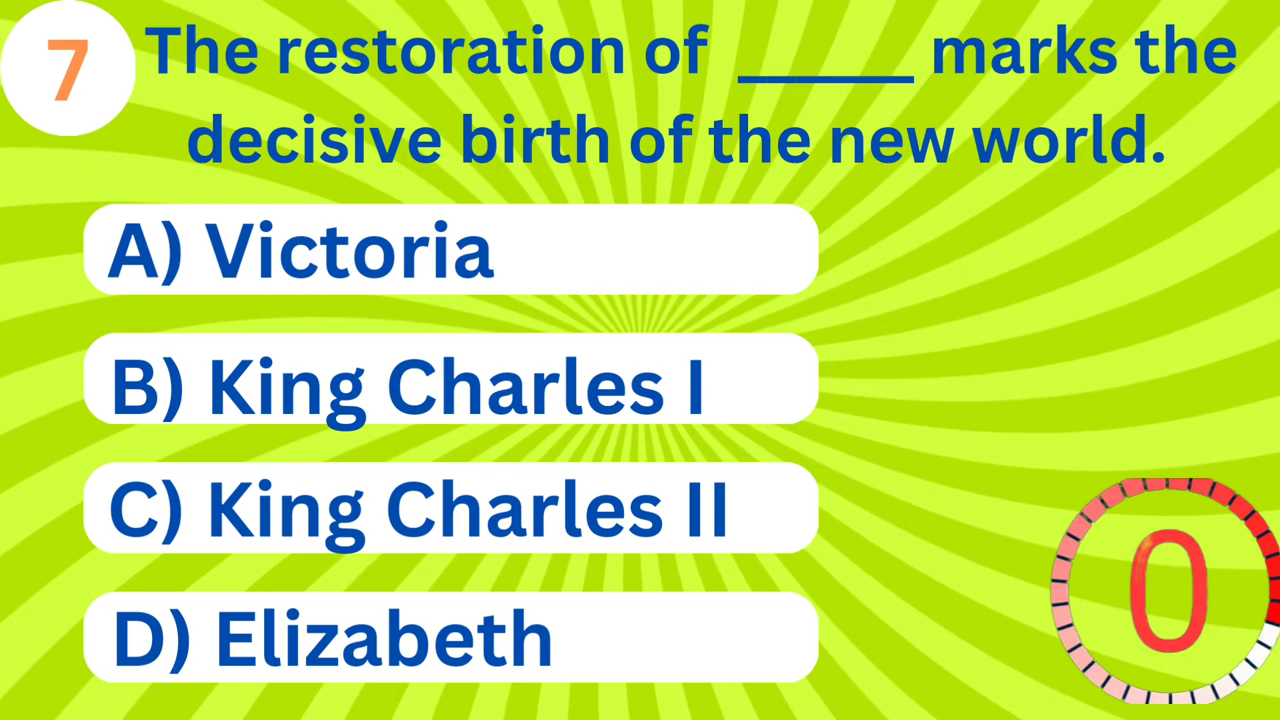 7
The restoration of ______ marks the
decisive birth of the new world.
A) Victoria
B) King Charles I
C) King Charles II
D) Elizabeth
0